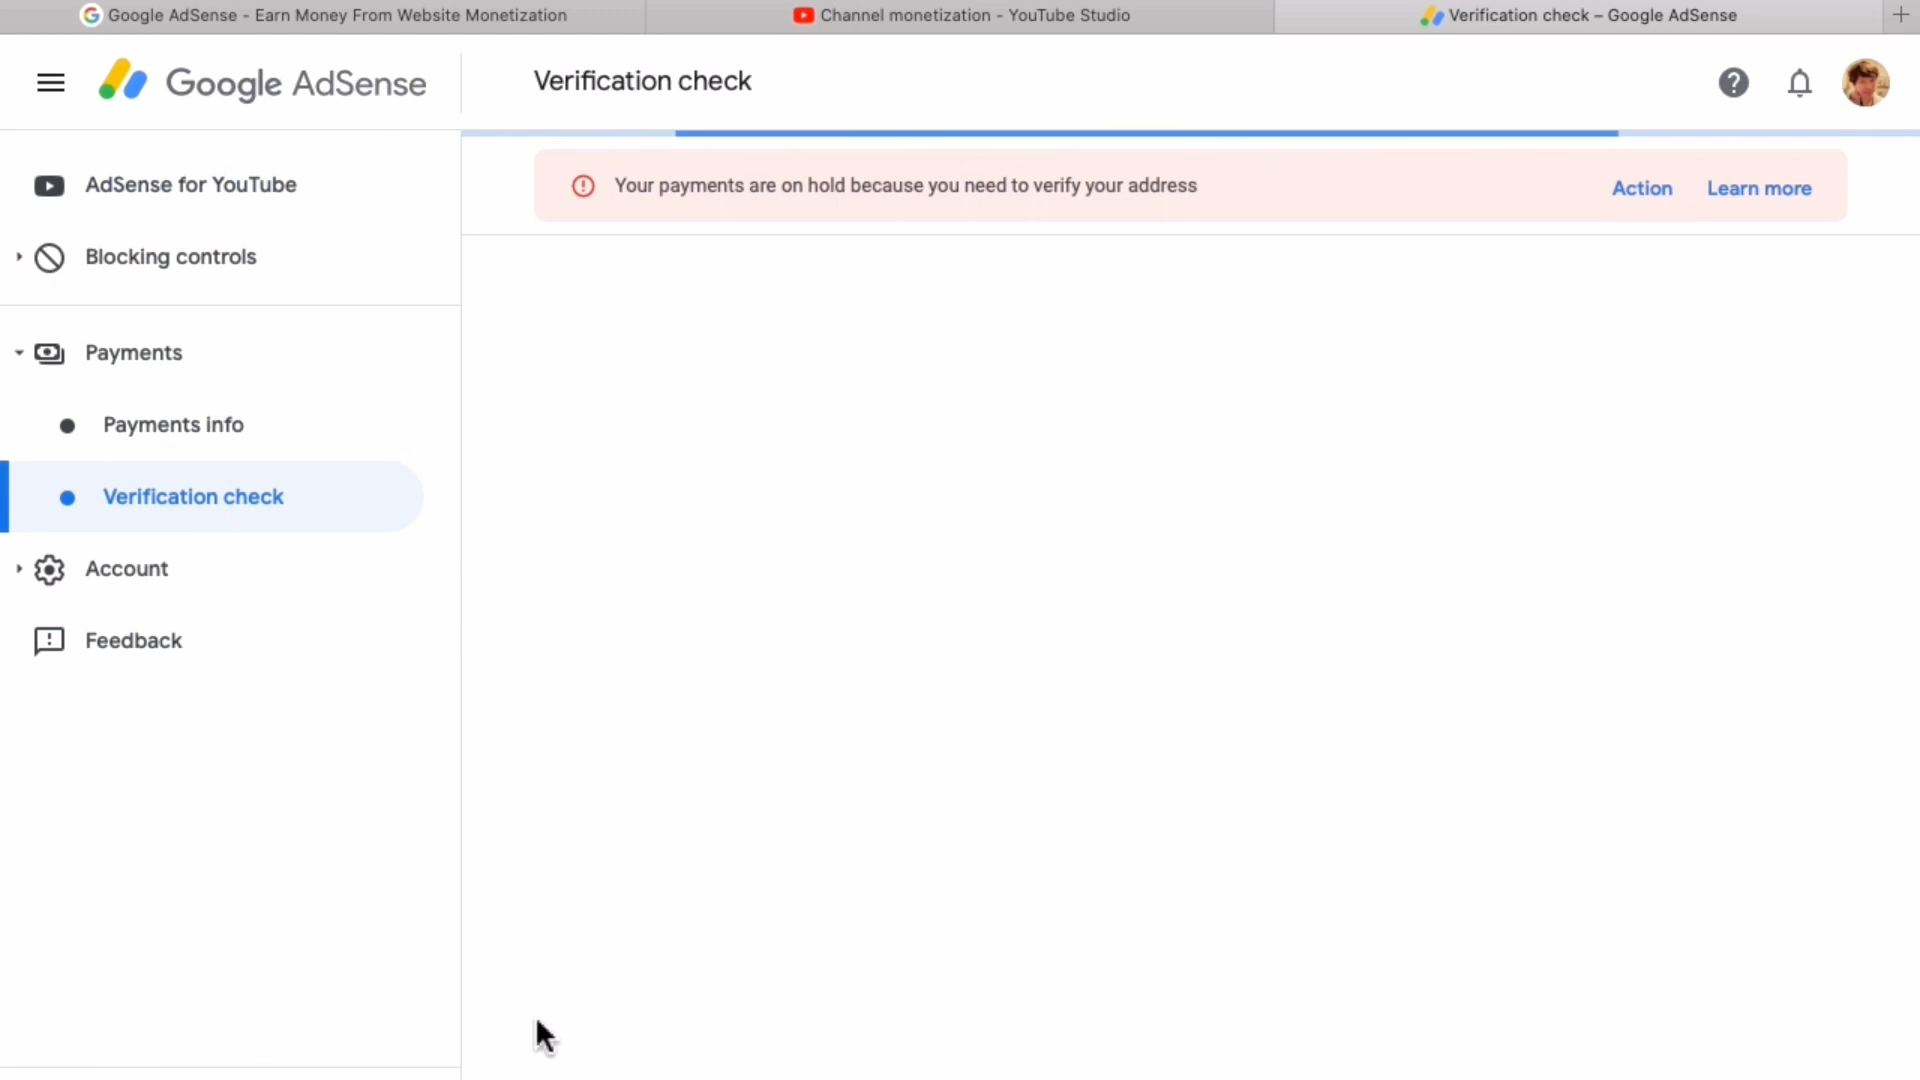 Google AdSense - Earn Money From Website Monetization
Channel monetization - YouTube Studio
Verification check – Google AdSense
Google AdSense
Verification check
AdSense for YouTube
Your payments are on hold because you need to verify your address
Action
Learn more
Blocking controls
Payments
Payments info
Verification check
Account
Feedback